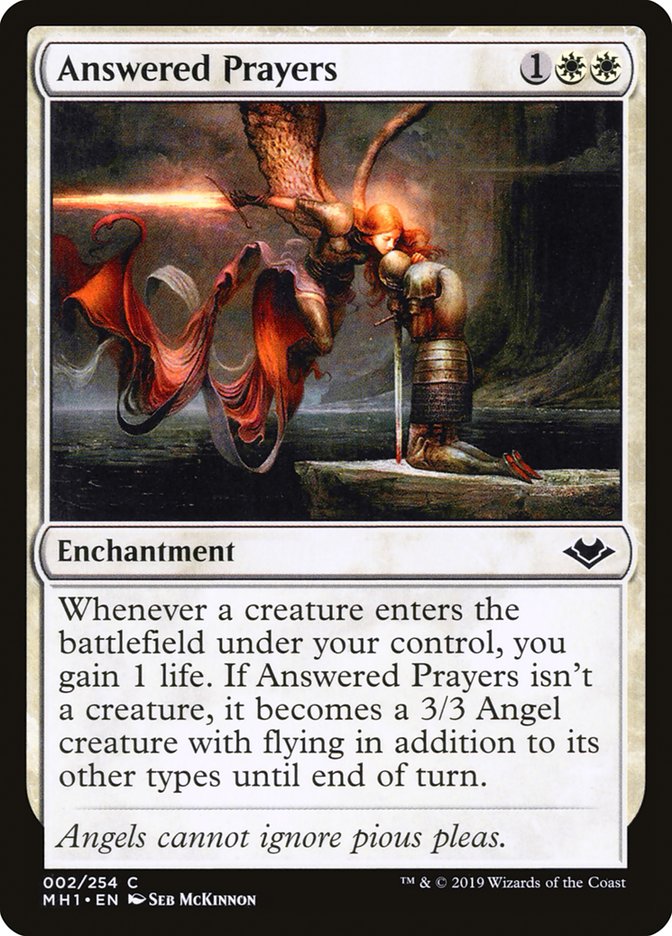 Answered Prayers 1
Enchantment
Whenever a creature enters the
battlefield under your control, you
gain 1 life. If Answered Prayers isn't
a creature, it becomes a 3/3 Angel
creature with flying in addition to its
other types until end of turn.
Angels cannot ignore pious pleas.
002/254 C
™ & © 2019 Wizards of the Coast
MH1 • EN Seb McKinnon